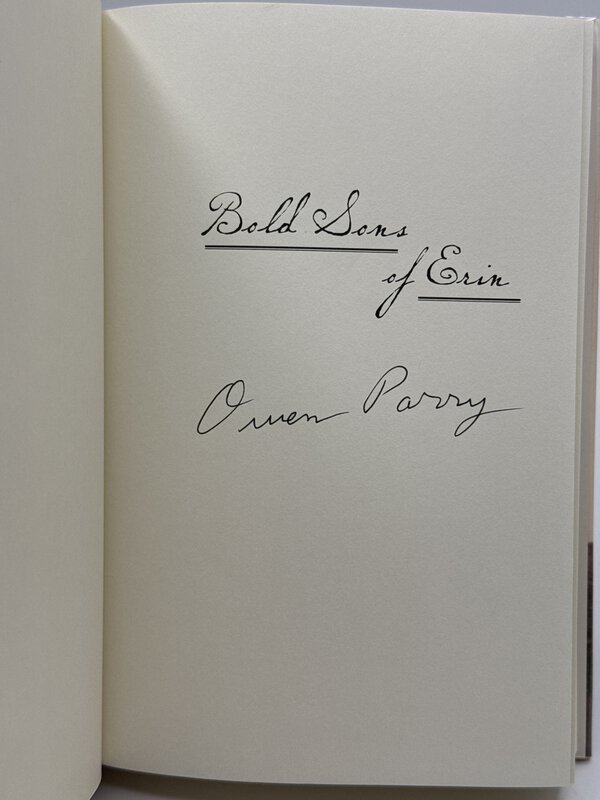 Bold Sons
of Erin
Owen Parry